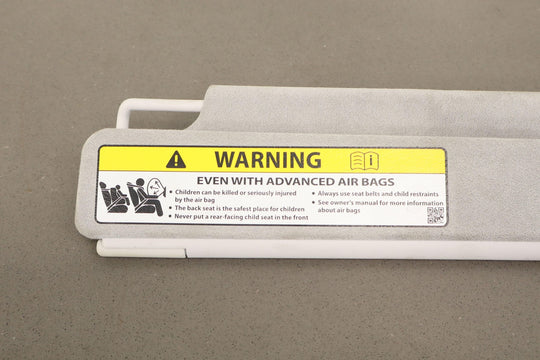 WARNING
EVEN WITH ADVANCED AIR BAGS
• Children can be killed or seriously injured
by the air bag
• The back seat is the safest place for children
• Never put a rear-facing child seat in the front
• Always use seat belts and child restraints
• See owner's manual for more information
about air bags